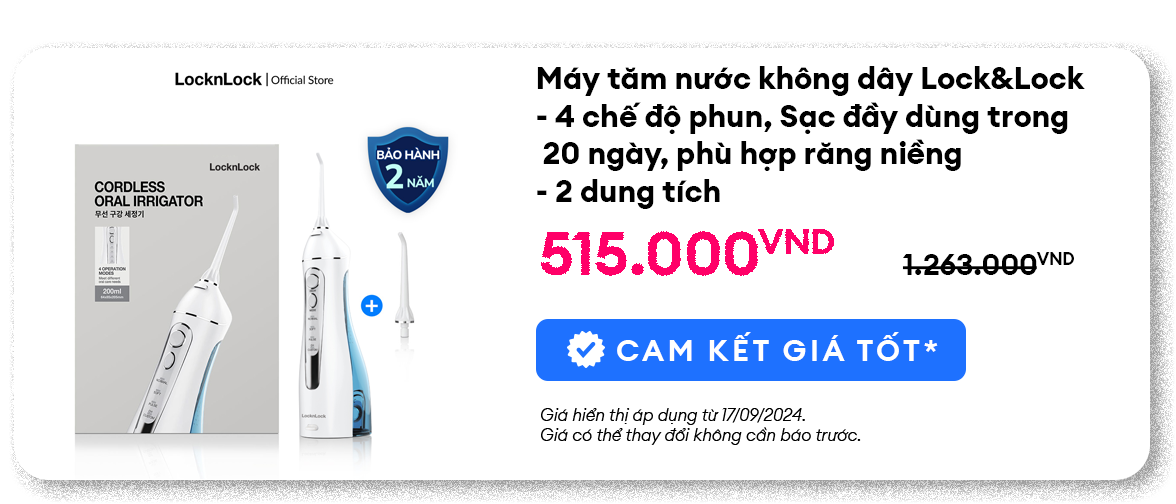 LocknLock | Official Store
BẢO HÀNH
2 NĂM
LocknLock
CORDLESS
ORAL IRRIGATOR
무선 구강 세정기
4 OPERATION
MODES
200ml
LocknLock
Máy tăm nước không dây Lock&Lock
- 4 chế độ phun, Sạc đầy dùng trong
20 ngày, phù hợp răng niềng
- 2 dung tích
515.000VND
1.263.000VND
CAM KẾT GIÁ TỐT*
Giá hiển thị áp dụng từ 17/09/2024.
Giá có thể thay đổi không cần báo trước.